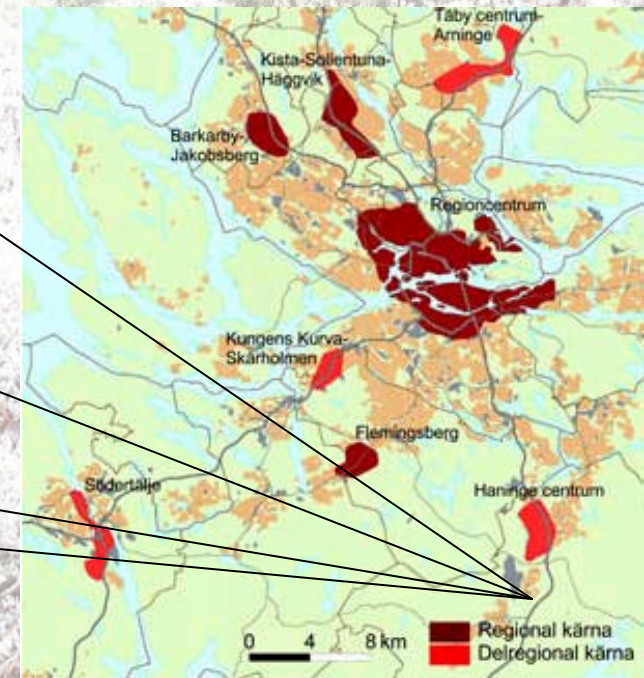 Täby centrum-
Arninge
Kista-Sollentuna-
Häggvik
Barkarby-
Jakobsberg
Regioncentrum
Kungens Kurva-
Skärholmen
Flemingsberg
Södertälje
Haninge centrum
0 4 8 km
Regional kärna
Delregional kärna